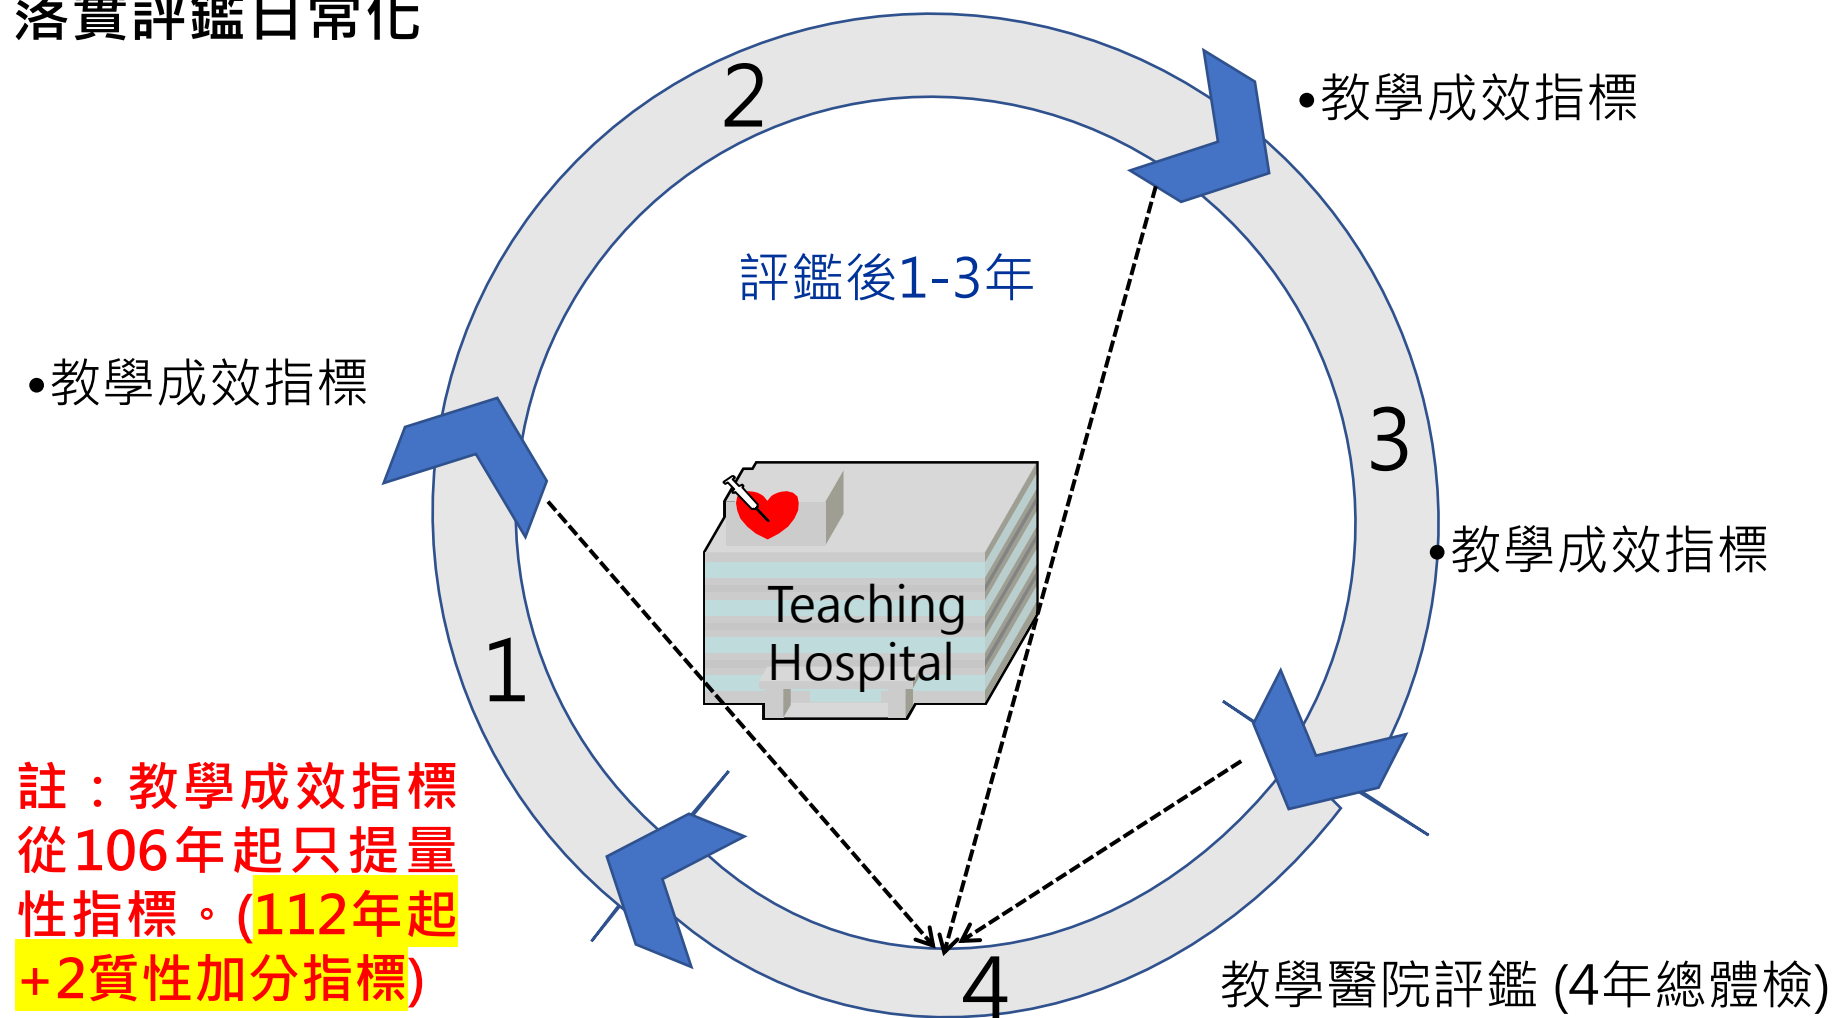 落實評鑑日常化
2
•教學成效指標
評鑑後1-3年
•教學成效指標
3
•教學成效指標
Teaching
Hospital
1
註：教學成效指標
從106年起只提量
性指標。(112年起
+2質性加分指標)
4
教學醫院評鑑 (4年總體檢)